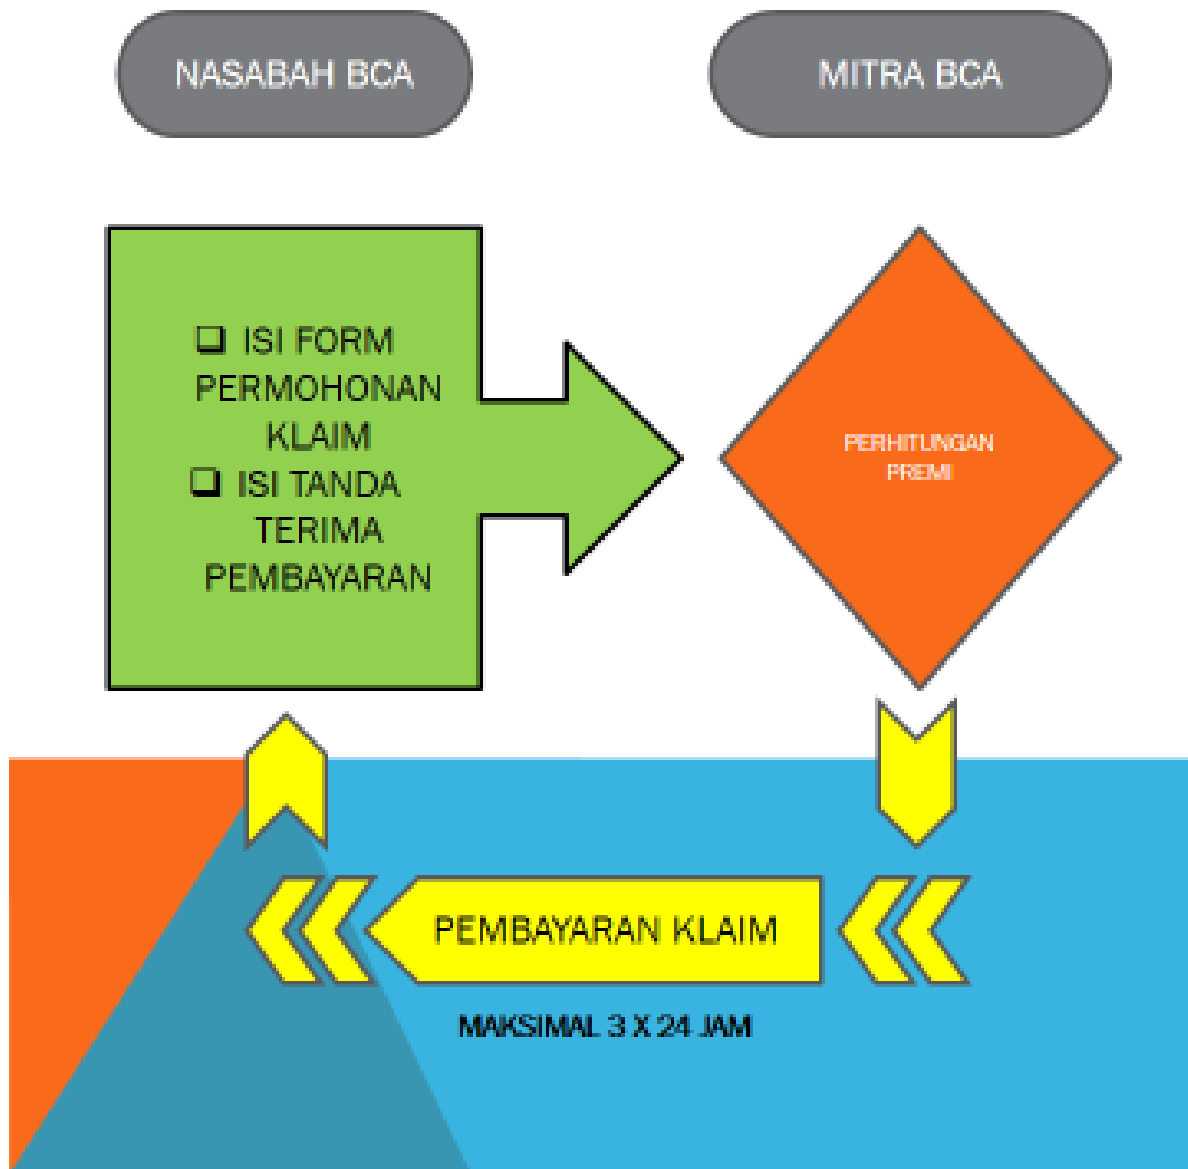 NASABAH BCA
MITRA BCA
❑ ISI FORM
PERMOHONAN
KLAIM
❑ ISI TANDA
TERIMA
PEMBAYARAN
PERHITUNGAN
PREMI
PEMBAYARAN KLAIM
MAKSIMAL 3 X 24 JAM